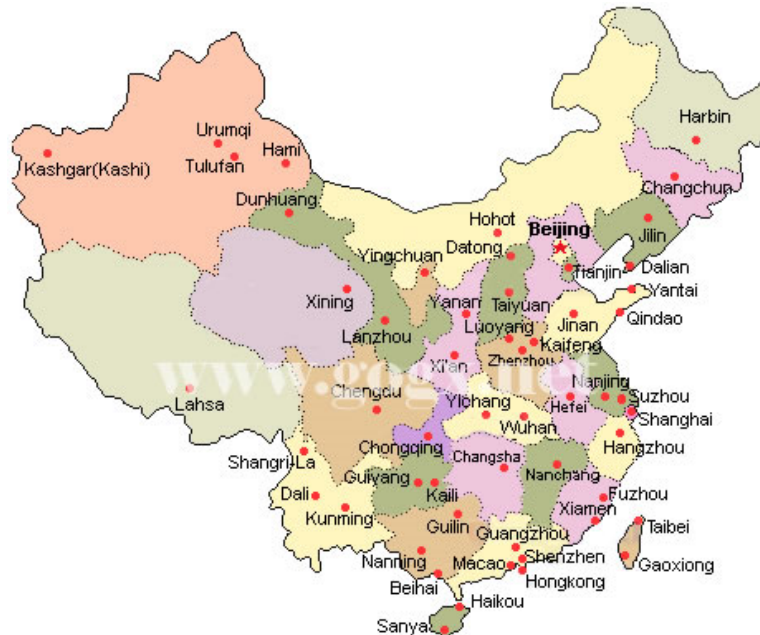 Harbin
Urumqi
Kashgar(Kashi)
Tulufan
Hami
Changchun
Dunhuang
Hohot
Beijing
Jilin
Datong
Yingchuan
Tianjin
Dalian
Xining
Yanan
Taiyuan
Yantai
Lanzhou
Luoyang
Jinan
Qindao
Kaifeng
Zhenzhou
Xi'an
www.gogy.net
Chengdu
Nanjing
Lahsa
Yichang
Hefei
Suzhou
Wuhan
Shanghai
Chongqing
Hangzhou
Shangri-La
Changsha
Guiyang
Nanchang
Dali
Kaili
Fuzhou
Kunming
Xiamen
Guilin
Taibei
Guangzhou
Nanning
Macao
Shenzhen
Gaoxiong
Beihai
Hongkong
Haikou
Sanya